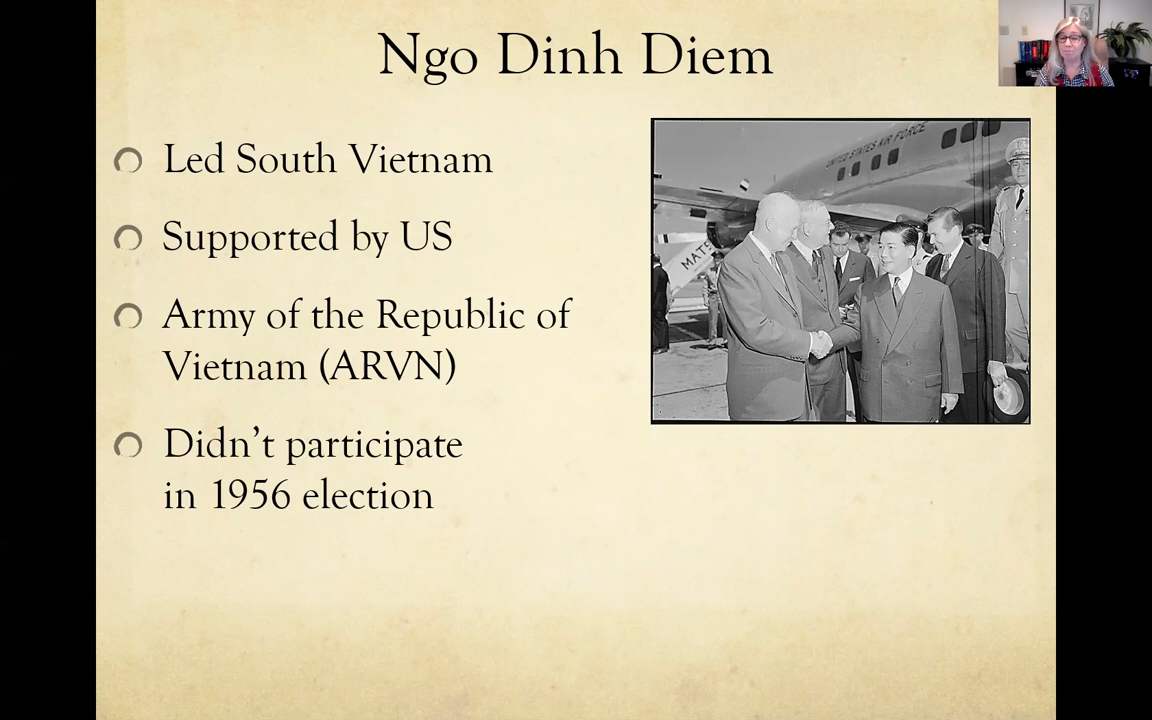 Ngo Dinh Diem
Led South Vietnam
Supported by US
Army of the Republic of
Vietnam (ARVN)
Didn't participate
in 1956 election
UNITED STATES AIR FORCE
MATS